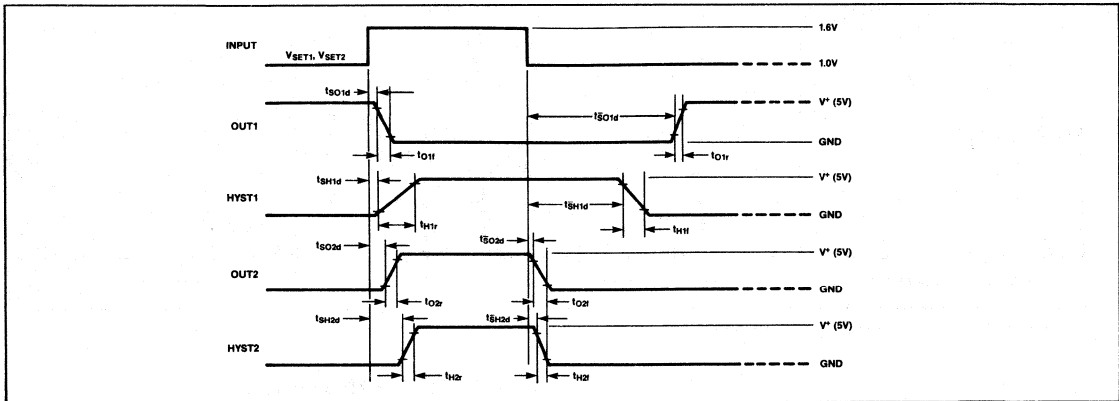 INPUT
VSET1, VSET2
1.6V
1.0V
tSO1d
OUT1
V+ (5V)
tS̅O1d
GND
tO1f
tO1r
tSH1d
HYST1
V+ (5V)
tS̅H1d
GND
tH1r
tH1f
tSO2d
OUT2
tS̅O2d
V+ (5V)
GND
tO2r
tO2f
tSH2d
HYST2
tS̅H2d
V+ (5V)
GND
tH2r
tH2f